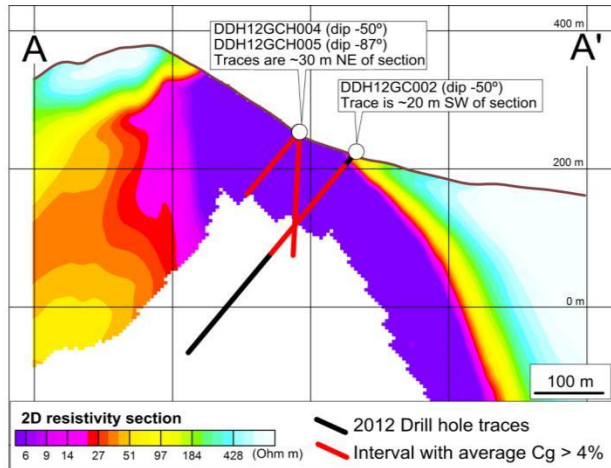 DDH12GCH004 (dip -50º)
DDH12GCH005 (dip -87º)
Traces are ~30 m NE of section
400 m
A
A'
DDH12GC002 (dip -50º)
Trace is ~20 m SW of section
200 m
0 m
100 m
2D resistivity section
6 9 14 27 51 97 184 428 (Ohm m)
2012 Drill hole traces
Interval with average Cg > 4%